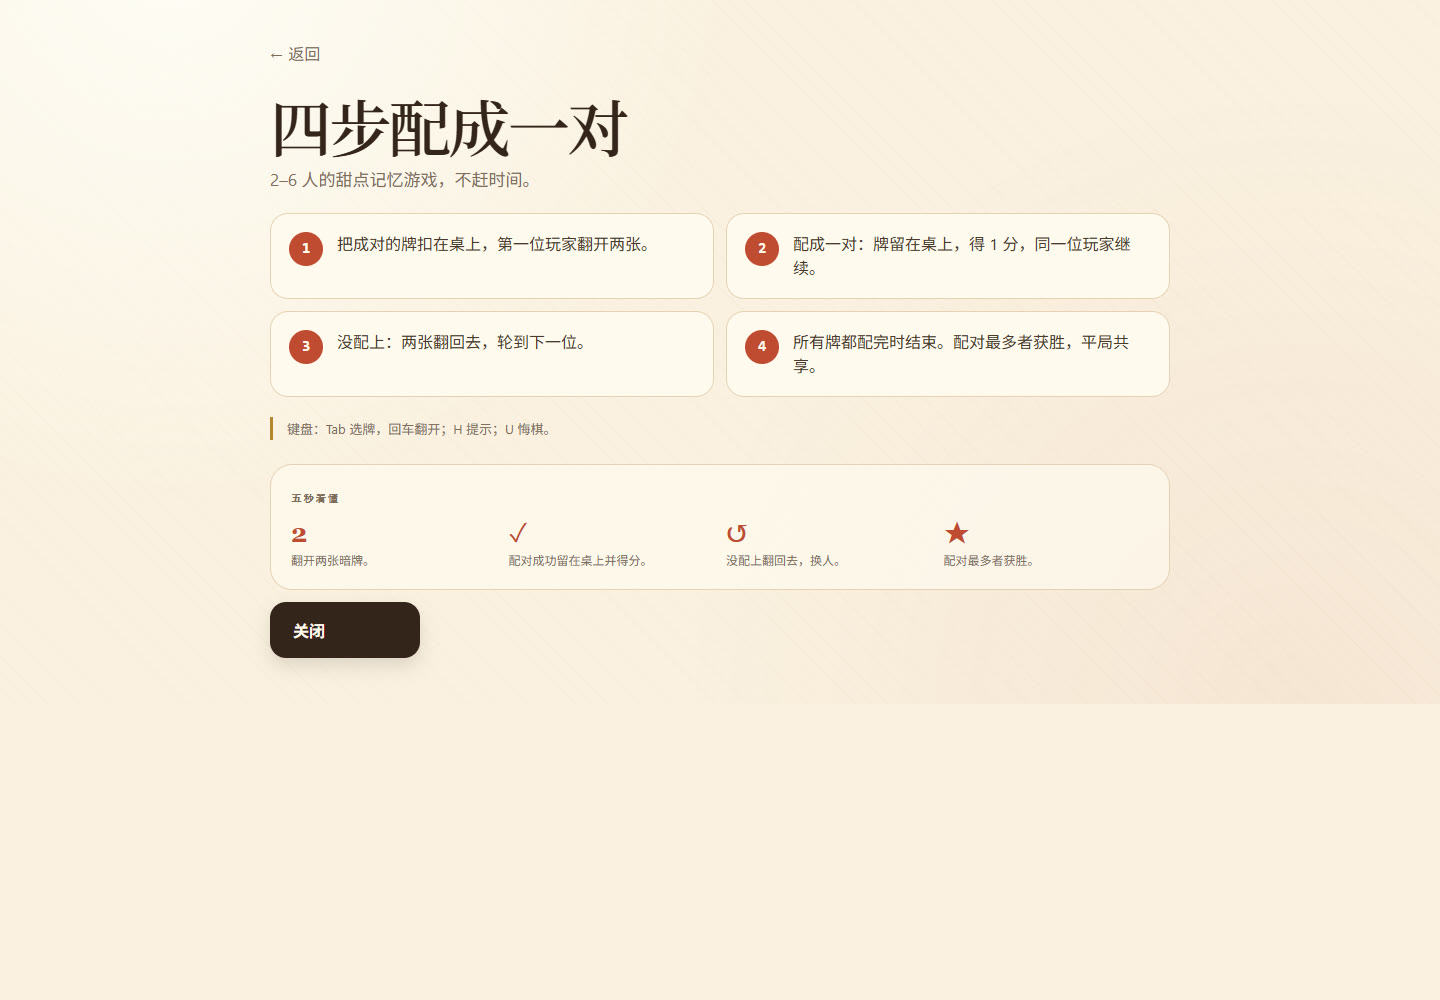 ← 返回
四步配成一对
2–6 人的甜点记忆游戏，不赶时间。
1 把成对的牌扣在桌上，第一位玩家翻开两张。
2 配成一对：牌留在桌上，得 1 分，同一位玩家继
续。
3 没配上：两张翻回去，轮到下一位。
4 所有牌都配完时结束。配对最多者获胜，平局共
享。
键盘：Tab 选牌，回车翻开；H 提示；U 悔棋。
五秒看懂
2
翻开两张暗牌。
✓
配对成功留在桌上并得分。
↺
没配上翻回去，换人。
★
配对最多者获胜。
关闭